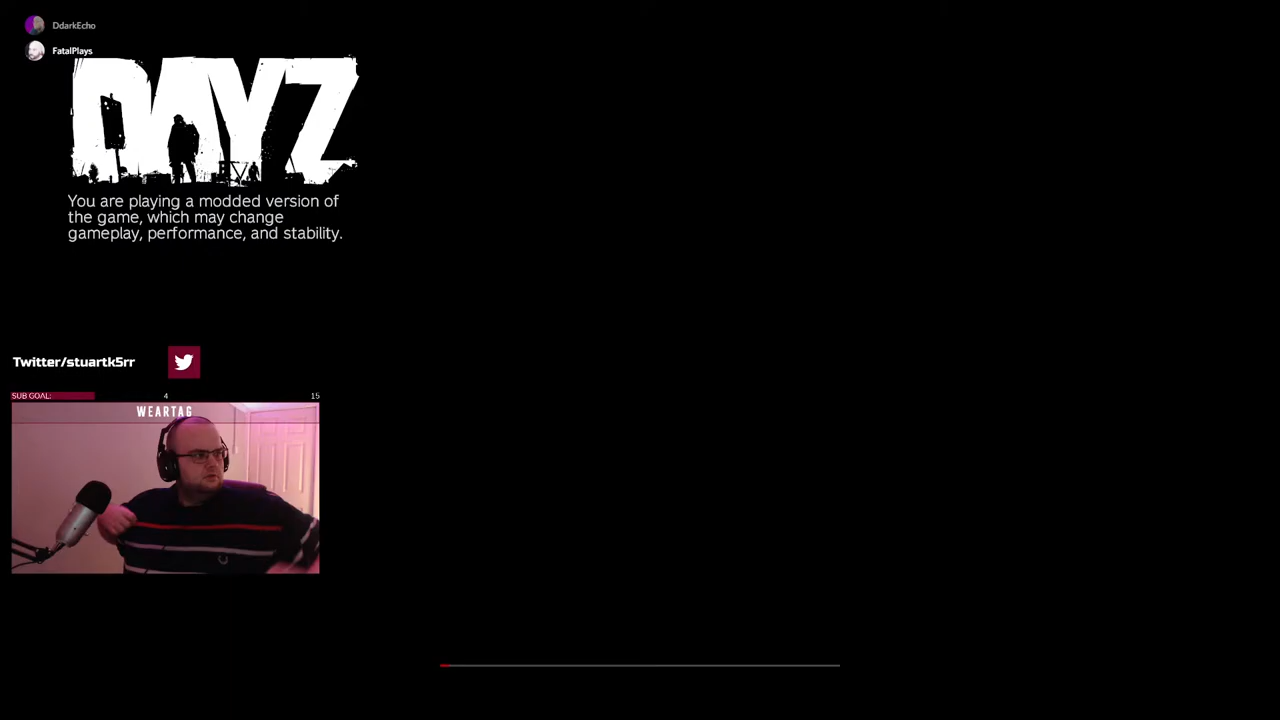 DdarkEcho
FatalPlays
DAYZ
You are playing a modded version of
the game, which may change
gameplay, performance, and stability.
Twitter/stuartk5rr
SUB GOAL: 4 15
WEARTAG